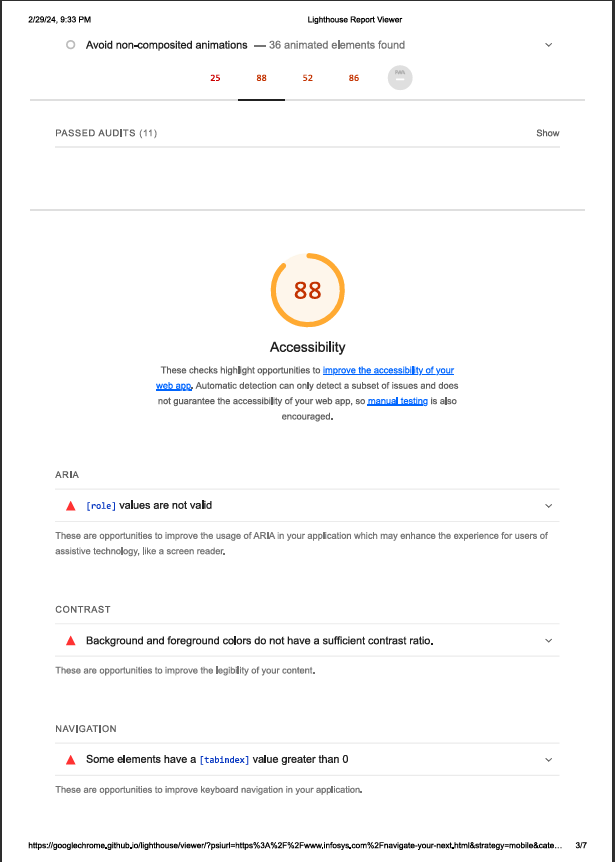 2/29/24, 9:33 PM Lighthouse Report Viewer
Avoid non-composited animations — 36 animated elements found
25 88 52 86 PWA
PASSED AUDITS (11) Show
88
Accessibility
These checks highlight opportunities to improve the accessibility of your
web app. Automatic detection can only detect a subset of issues and does
not guarantee the accessibility of your web app, so manual testing is also
encouraged.
ARIA
[role] values are not valid
These are opportunities to improve the usage of ARIA in your application which may enhance the experience for users of
assistive technology, like a screen reader.
CONTRAST
Background and foreground colors do not have a sufficient contrast ratio.
These are opportunities to improve the legibility of your content.
NAVIGATION
Some elements have a [tabindex] value greater than 0
These are opportunities to improve keyboard navigation in your application.
https://googlechrome.github.io/lighthouse/viewer/?psiurl=https%3A%2F%2Fwww.infosys.com%2Fnavigate-your-next.html&strategy=mobile&cate... 3/7